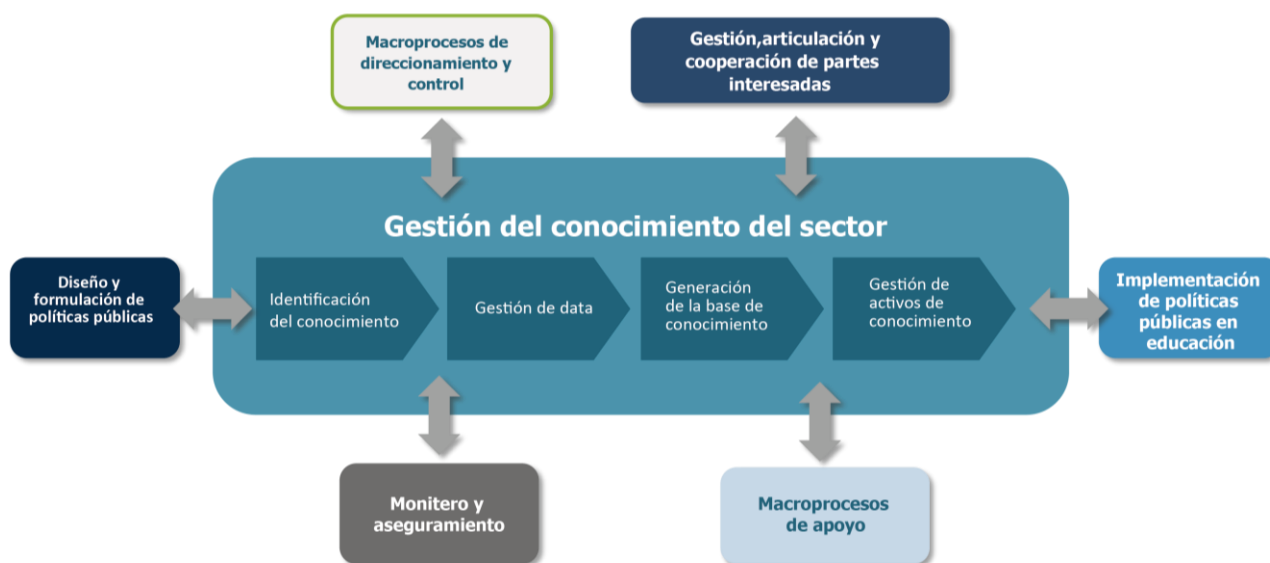 Macroprocesos de
direccionamiento y
control
Gestión,articulación y
cooperación de partes
interesadas
Gestión del conocimiento del sector
Diseño y
formulación de
políticas públicas
Identificación
del conocimiento
Gestión de data
Generación
de la base de
conocimiento
Gestión de
activos de
conocimiento
Implementación
de políticas
públicas en
educación
Monitero y
aseguramiento
Macroprocesos
de apoyo